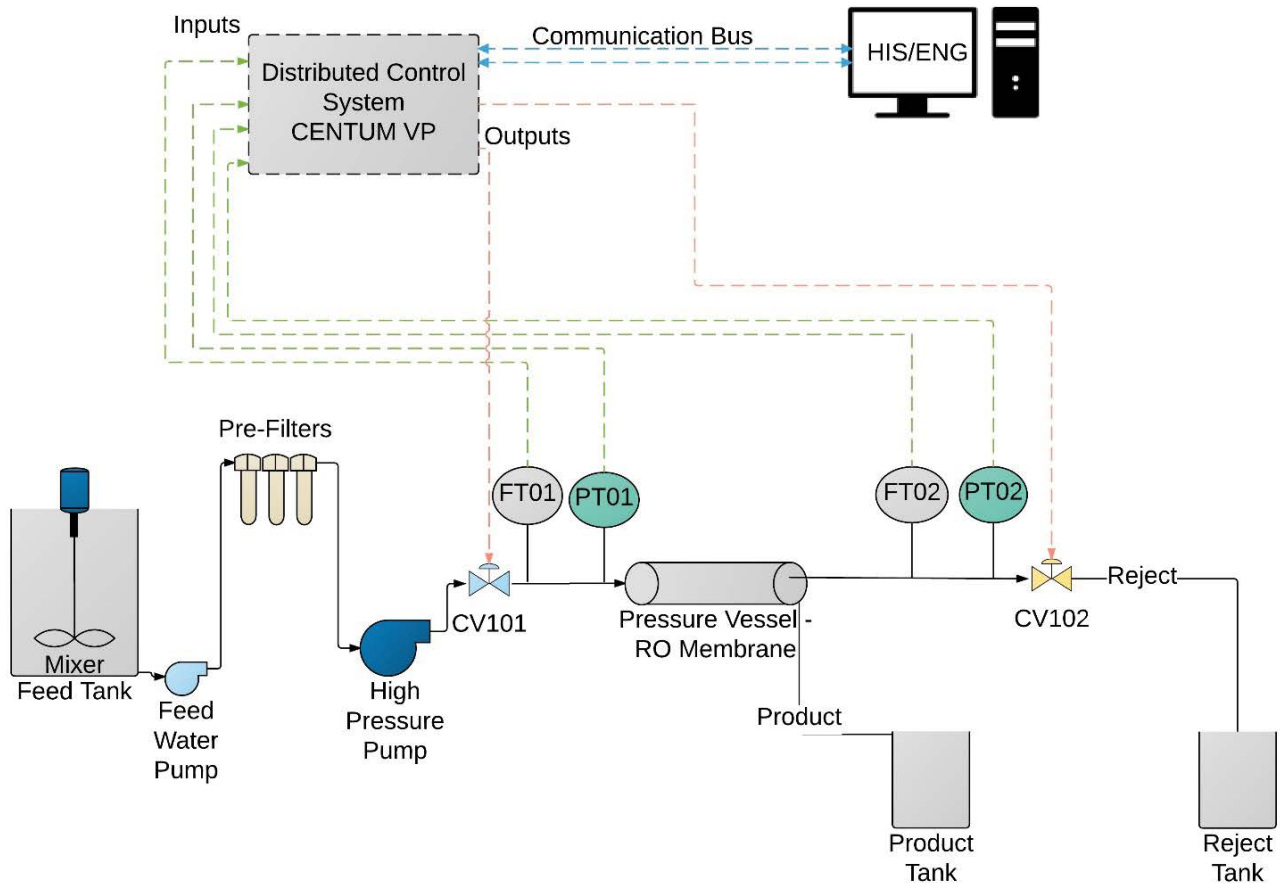 Inputs
Distributed Control
System
CENTUM VP
Communication Bus
HIS/ENG
Outputs
Pre-Filters
FT01
PT01
FT02
PT02
Mixer
Feed Tank
Feed
Water
Pump
High
Pressure
Pump
CV101
Pressure Vessel -
RO Membrane
CV102
Reject
Product
Product
Tank
Reject
Tank